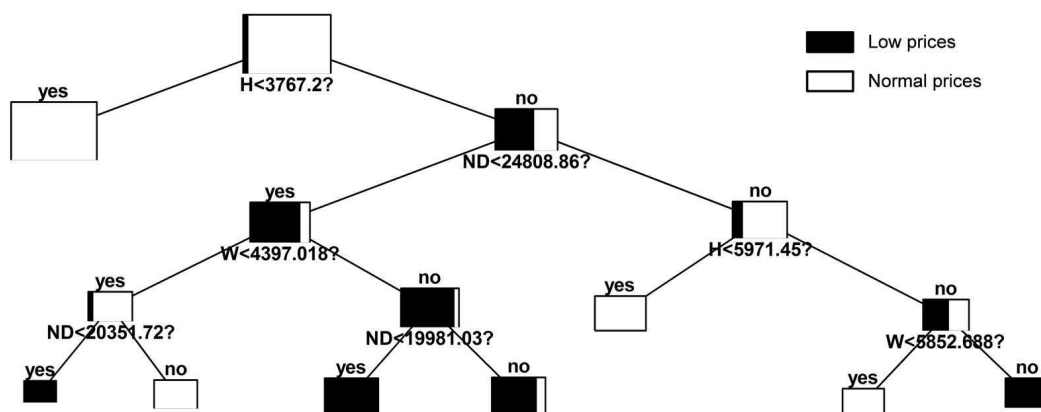 Low prices
Normal prices
H<3767.2?
yes
no
ND<24808.86?
yes
no
W<4397.018?
H<5971.45?
yes
no
yes
no
ND<20351.72?
ND<19981.03?
W<5852.688?
yes
no
yes
no
yes
no